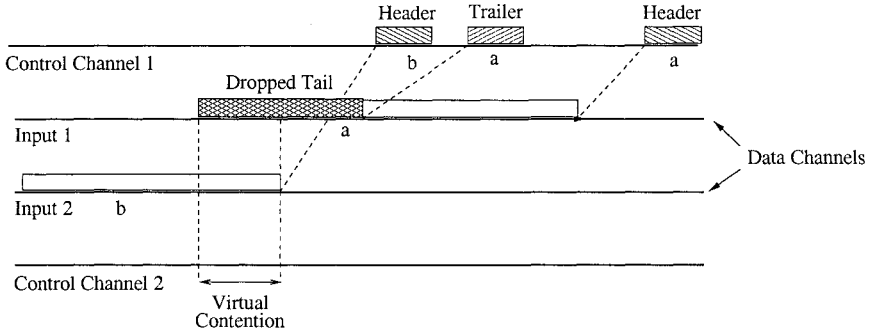 Header
Trailer
Header
Control Channel 1
b
a
a
Dropped Tail
Input 1
a
Data Channels
Input 2
b
Control Channel 2
Virtual
Contention